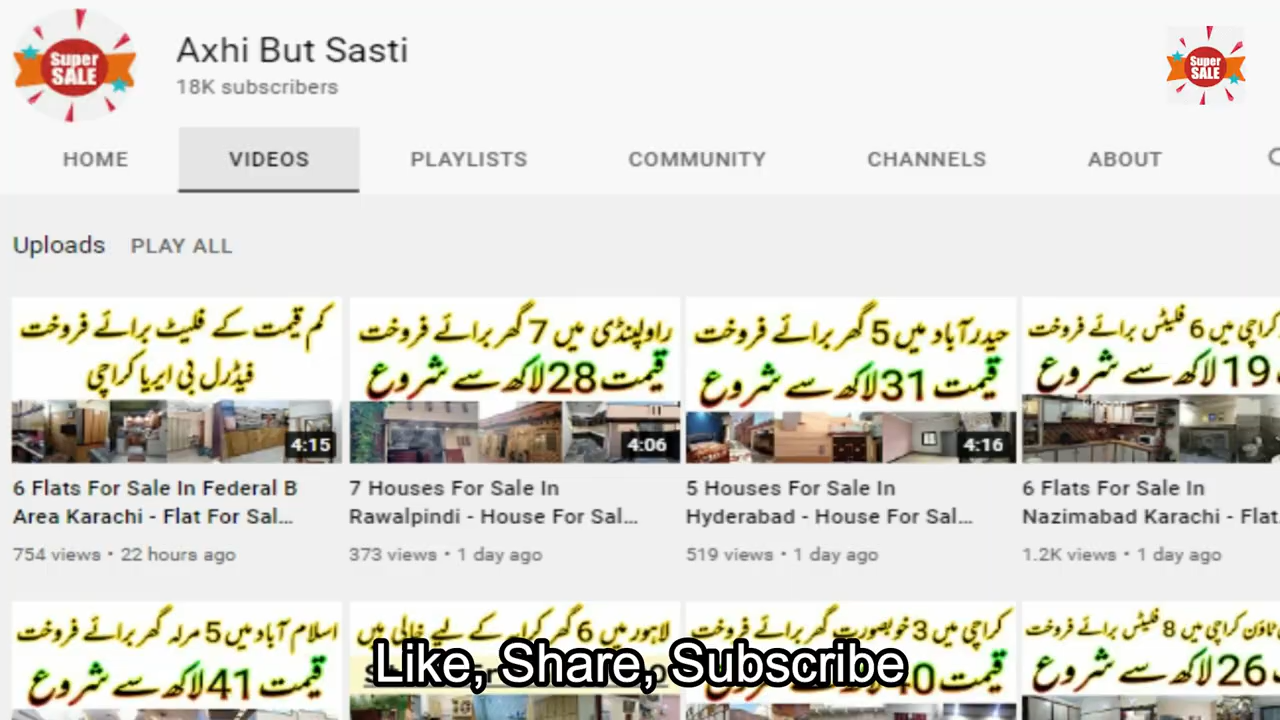 Super
SALE
Axhi But Sasti
18K subscribers
Super
SALE
HOME
VIDEOS
PLAYLISTS
COMMUNITY
CHANNELS
ABOUT
Uploads
PLAY ALL
کم قیمت کے فلیٹ برائے فروخت
فیڈرل بی ایریا کراچی
4:15
راولپنڈی میں 7 گھر برائے فروخت
قیمت 28 لاکھ سے شروع
4:06
حیدرآباد میں 5 گھر برائے فروخت
قیمت 31 لاکھ سے شروع
4:16
کراچی میں 6 فلیٹس برائے فروخت
19 لاکھ سے شروع
6 Flats For Sale In Federal B
Area Karachi - Flat For Sal...
754 views • 22 hours ago
7 Houses For Sale In
Rawalpindi - House For Sal...
373 views • 1 day ago
5 Houses For Sale In
Hyderabad - House For Sal...
519 views • 1 day ago
6 Flats For Sale In
Nazimabad Karachi - Flat
1.2K views • 1 day ago
اسلام آباد میں 5 مرلہ گھر برائے فروخت
قیمت 41 لاکھ سے شروع
لاہور میں 6 گھر کرایہ کے لیے خالی ہیں
کراچی میں 3 خوبصورت گھر برائے فروخت
قیمت
ٹاؤن کراچی میں 8 فلیٹس برائے فروخت
26 لاکھ سے شروع
Like, Share, Subscribe